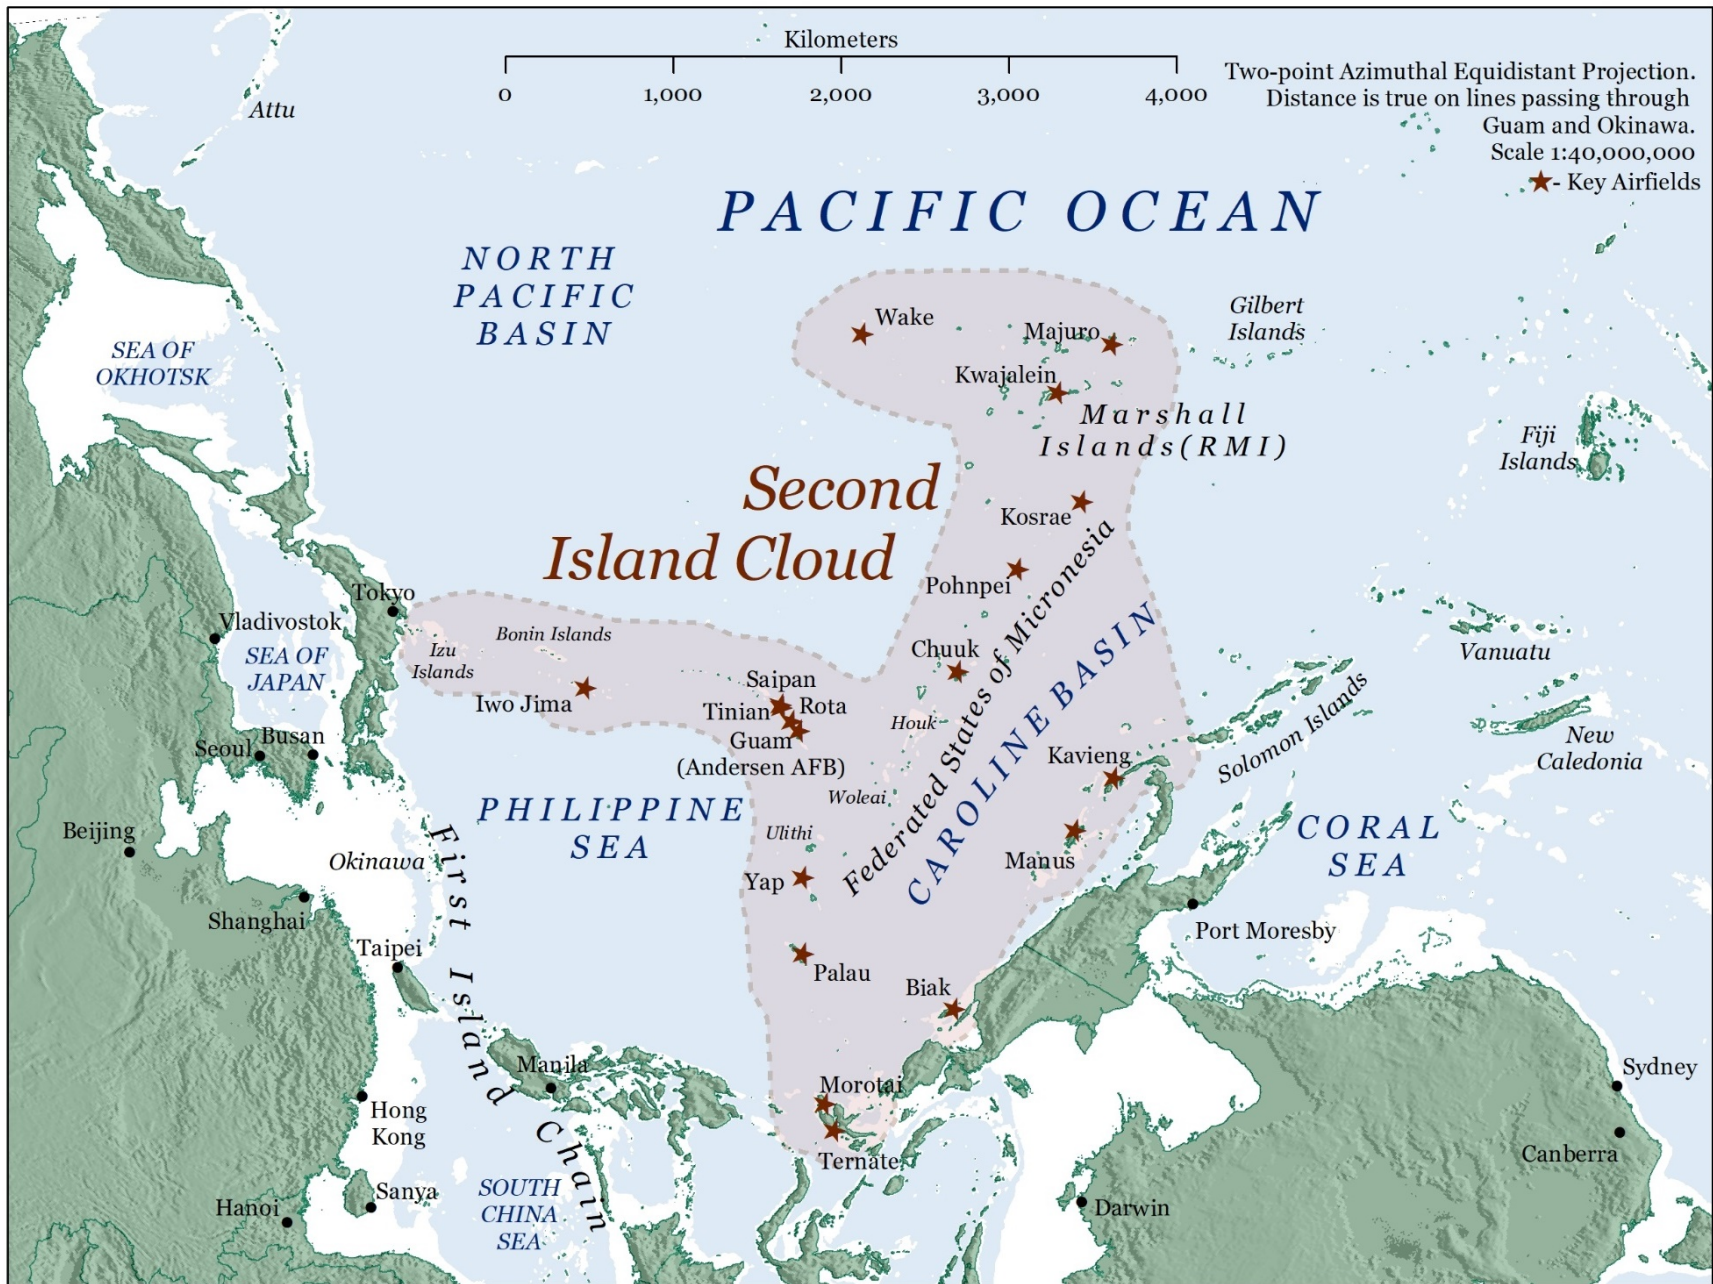 Kilometers
0 1,000 2,000 3,000 4,000
Two-point Azimuthal Equidistant Projection.
Distance is true on lines passing through
Guam and Okinawa.
Scale 1:40,000,000
- Key Airfields
Attu
PACIFIC OCEAN
NORTH
PACIFIC
BASIN
SEA OF
OKHOTSK
Wake
Majuro
Gilbert
Islands
Kwajalein
Marshall
Islands(RMI)
Fiji
Islands
Second
Island Cloud
Kosrae
Pohnpei
Federated States of Micronesia
CAROLINE BASIN
Tokyo
Vladivostok
SEA OF
JAPAN
Izu
Islands
Bonin Islands
Iwo Jima
Saipan
Tinian
Rota
Guam
(Andersen AFB)
Chuuk
Houk
Woleai
Ulithi
Vanuatu
Solomon Islands
New
Caledonia
Kavieng
Manus
Seoul
Busan
PHILIPPINE
SEA
CORAL
SEA
Beijing
Okinawa
First Island Chain
Yap
Shanghai
Taipei
Palau
Port Moresby
Biak
Manila
Morotai
Ternate
Sydney
Canberra
Hong
Kong
Sanya
Hanoi
SOUTH
CHINA
SEA
Darwin